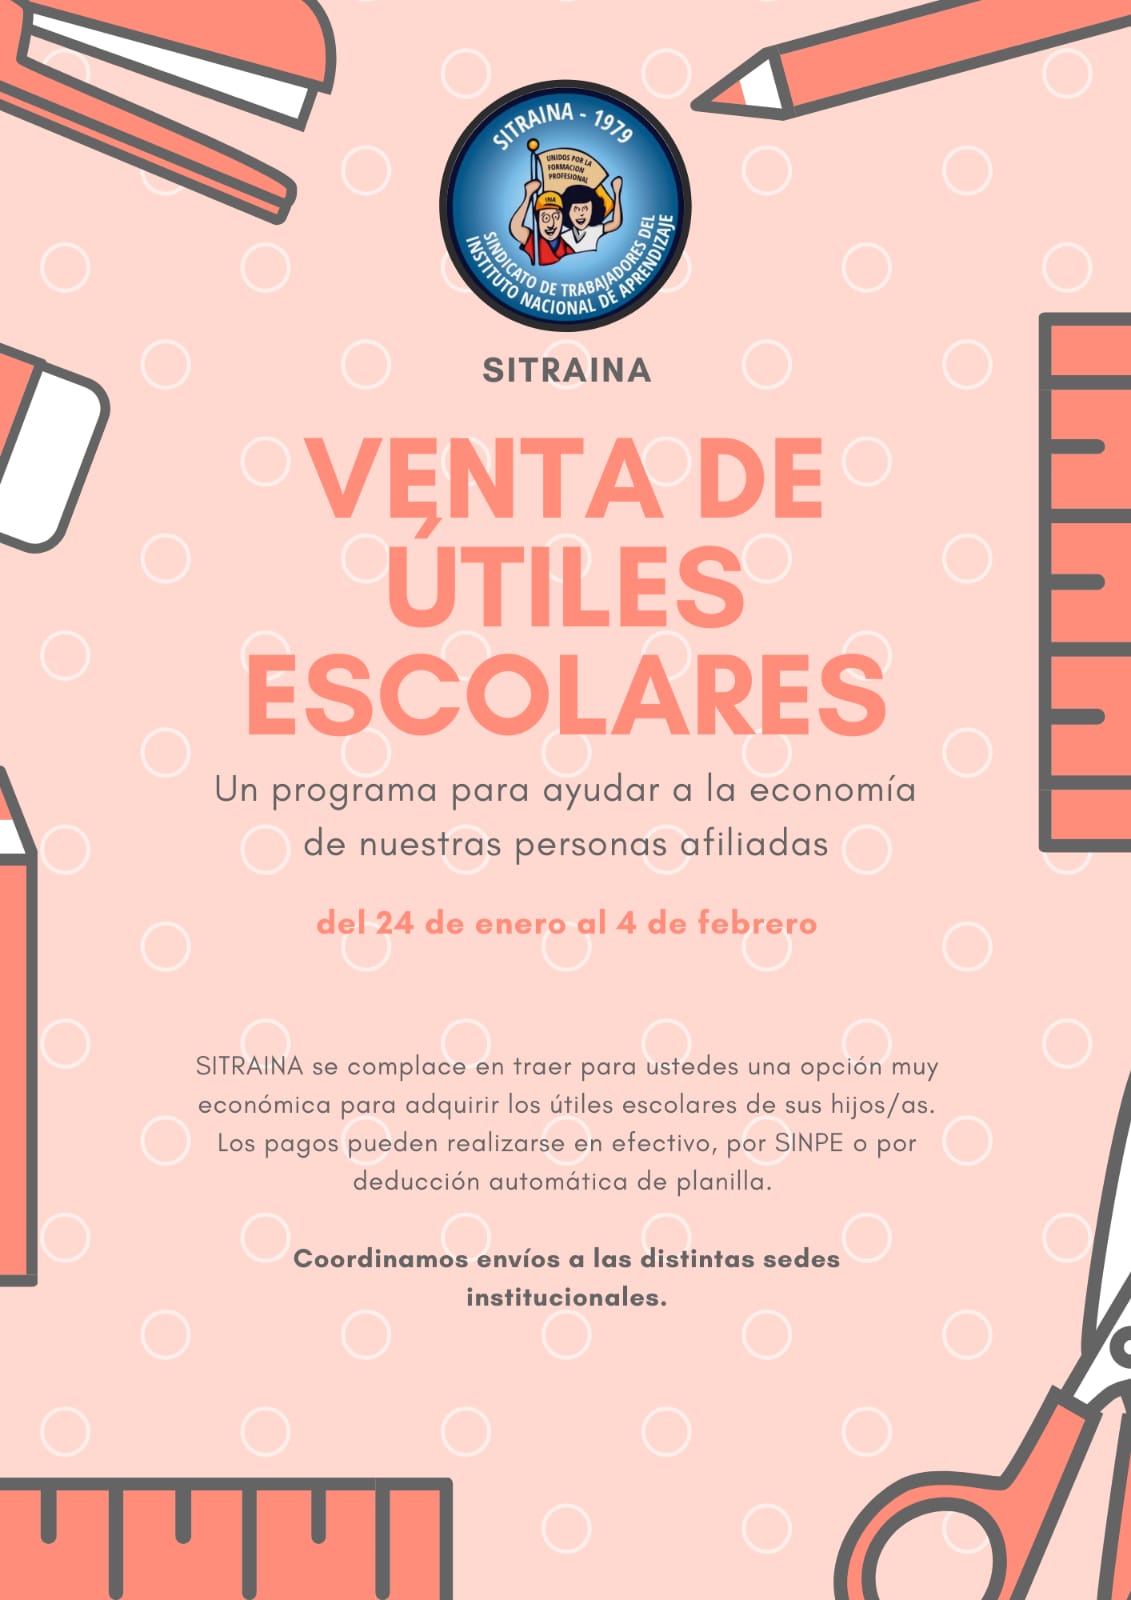 SITRAINA - 1979
UNIDOS POR LA
FORMACION
PROFESIONAL
INA
SINDICATO DE TRABAJADORES DEL
INSTITUTO NACIONAL DE APRENDIZAJE
SITRAINA
VENTA DE
ÚTILES
ESCOLARES
Un programa para ayudar a la economía
de nuestras personas afiliadas
del 24 de enero al 4 de febrero
SITRAINA se complace en traer para ustedes una opción muy
económica para adquirir los útiles escolares de sus hijos/as.
Los pagos pueden realizarse en efectivo, por SINPE o por
deducción automática de planilla.
Coordinamos envíos a las distintas sedes
institucionales.